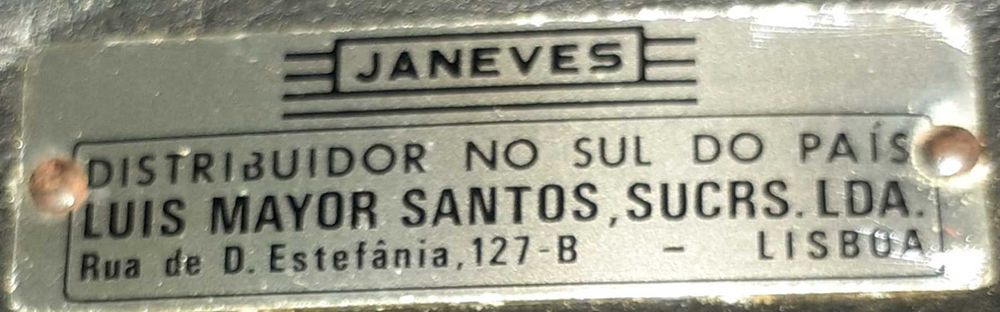 JANEVES
DISTRIBUIDOR NO SUL DO PAÍS
LUIS MAYOR SANTOS, SUCRS. LDA.
Rua de D. Estefânia, 127-B - LISBOA